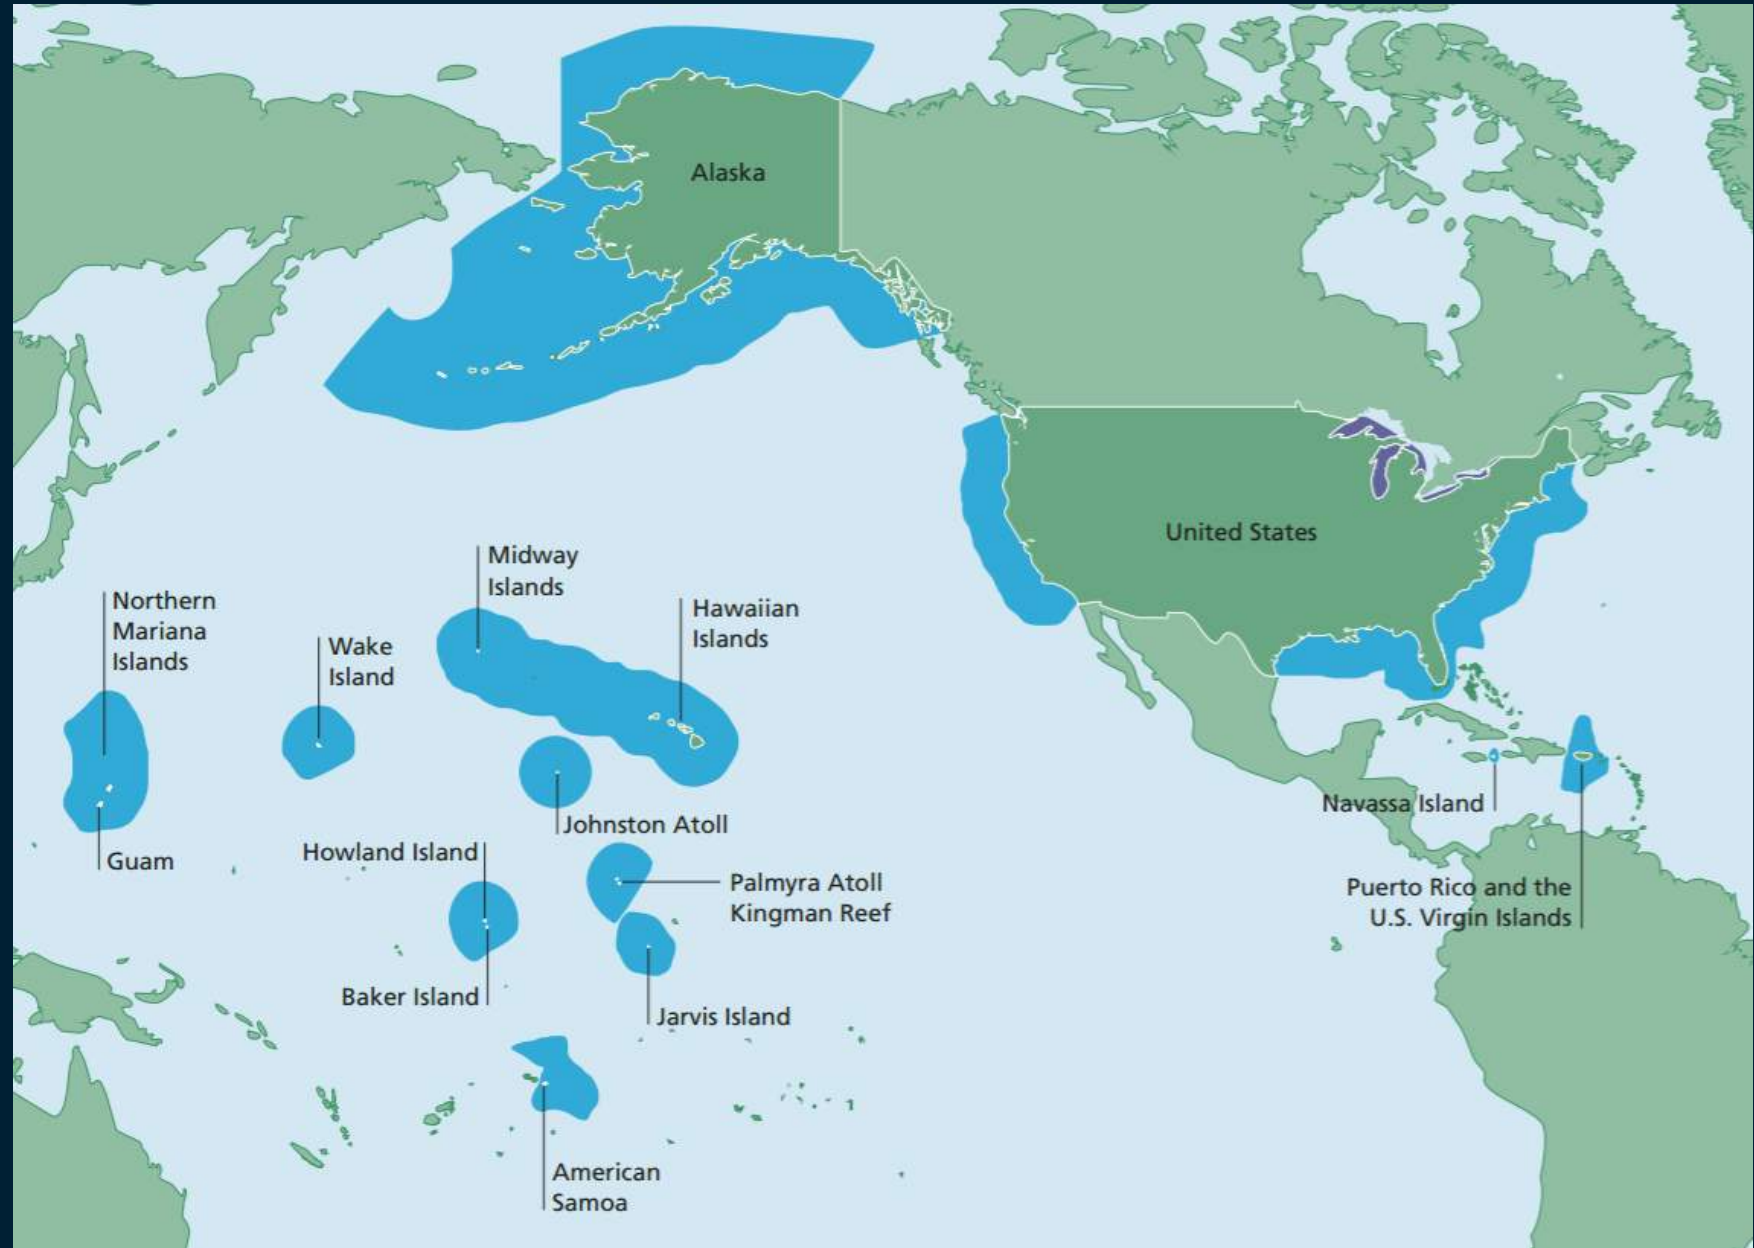 Alaska
United States
Midway
Islands
Hawaiian
Islands
Northern
Mariana
Islands
Wake
Island
Guam
Johnston Atoll
Howland Island
Palmyra Atoll
Kingman Reef
Baker Island
Jarvis Island
American
Samoa
Navassa Island
Puerto Rico and the
U.S. Virgin Islands